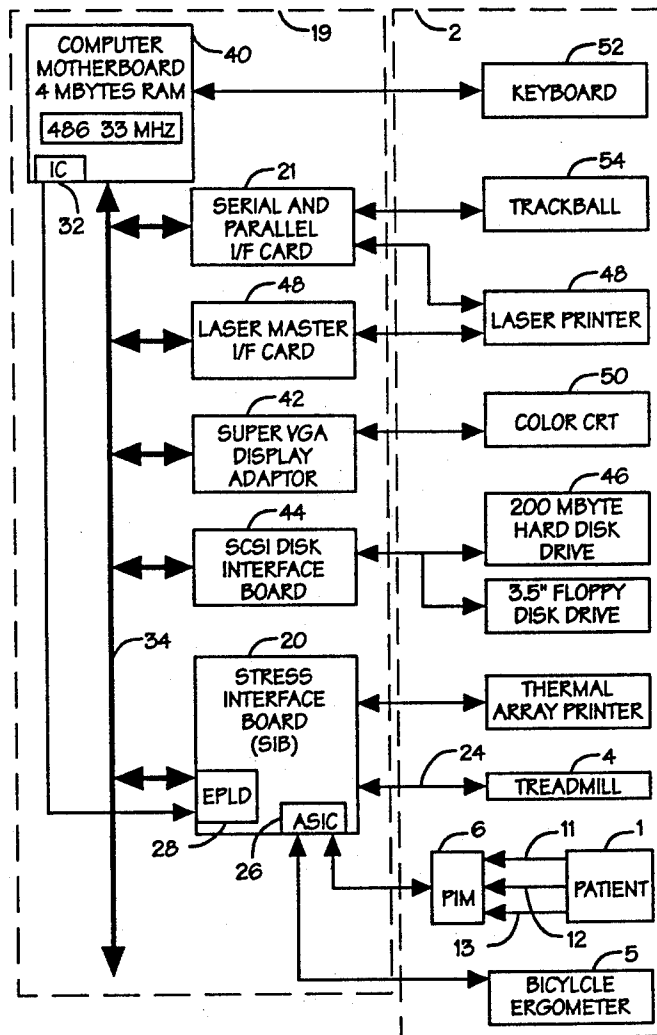 19
2
COMPUTER
MOTHERBOARD
4 MBYTES RAM
486 33 MHZ
IC
40
32
52
KEYBOARD
21
SERIAL AND
PARALLEL
I/F CARD
54
TRACKBALL
48
LASER MASTER
I/F CARD
48
LASER PRINTER
42
SUPER VGA
DISPLAY
ADAPTOR
50
COLOR CRT
44
SCSI DISK
INTERFACE
BOARD
46
200 MBYTE
HARD DISK
DRIVE
3.5" FLOPPY
DISK DRIVE
34
20
STRESS
INTERFACE
BOARD
(SIB)
EPLD
28
ASIC
26
THERMAL
ARRAY PRINTER
24
4
TREADMILL
6
PIM
11
12
13
1
PATIENT
5
BICYLCLE
ERGOMETER